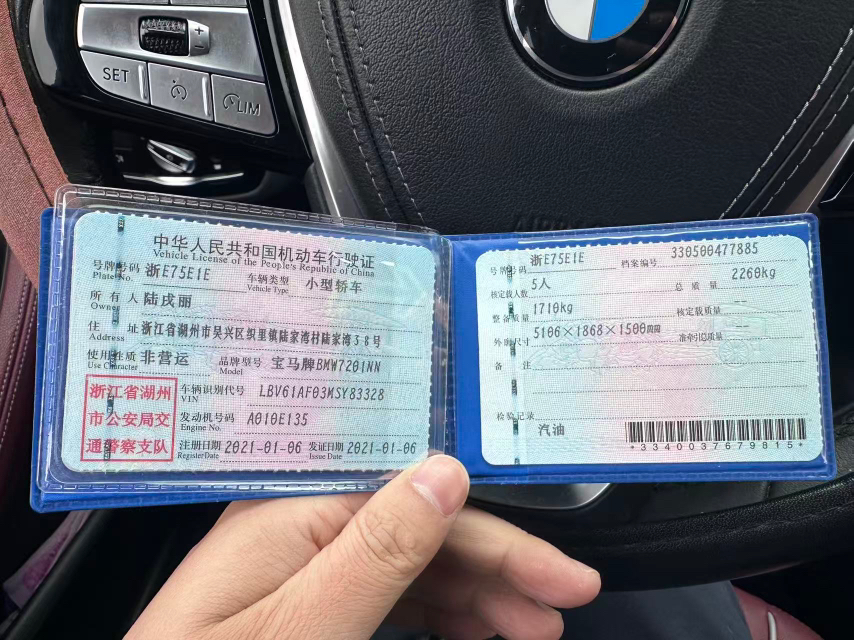 +
−
SET
LIM
中华人民共和国机动车行驶证
Vehicle License of the People's Republic of China
号牌号码 浙E75E1E 车辆类型 小型轿车
Plate No. Vehicle Type
所有人 陆戌丽
Owner
住址 浙江省湖州市吴兴区织里镇陆家湾村陆家湾38号
Address
使用性质 非营运 品牌型号 宝马牌BMW7201NN
Use Character Model
浙江省湖州
市公安局交
通警察支队
车辆识别代号 LBV61AF03MSY83328
VIN
发动机号码 A010E135
Engine No.
注册日期 2021-01-06 发证日期 2021-01-06
Register Date Issue Date
号牌号码 浙E75E1E 档案编号 330500477885
核定载人数 5人 总质量 2260kg
整备质量 1710kg 核定载质量 --
外廓尺寸 5106×1868×1500mm 准牵引总质量 --
备注
检验记录
汽油
*3340037679815*